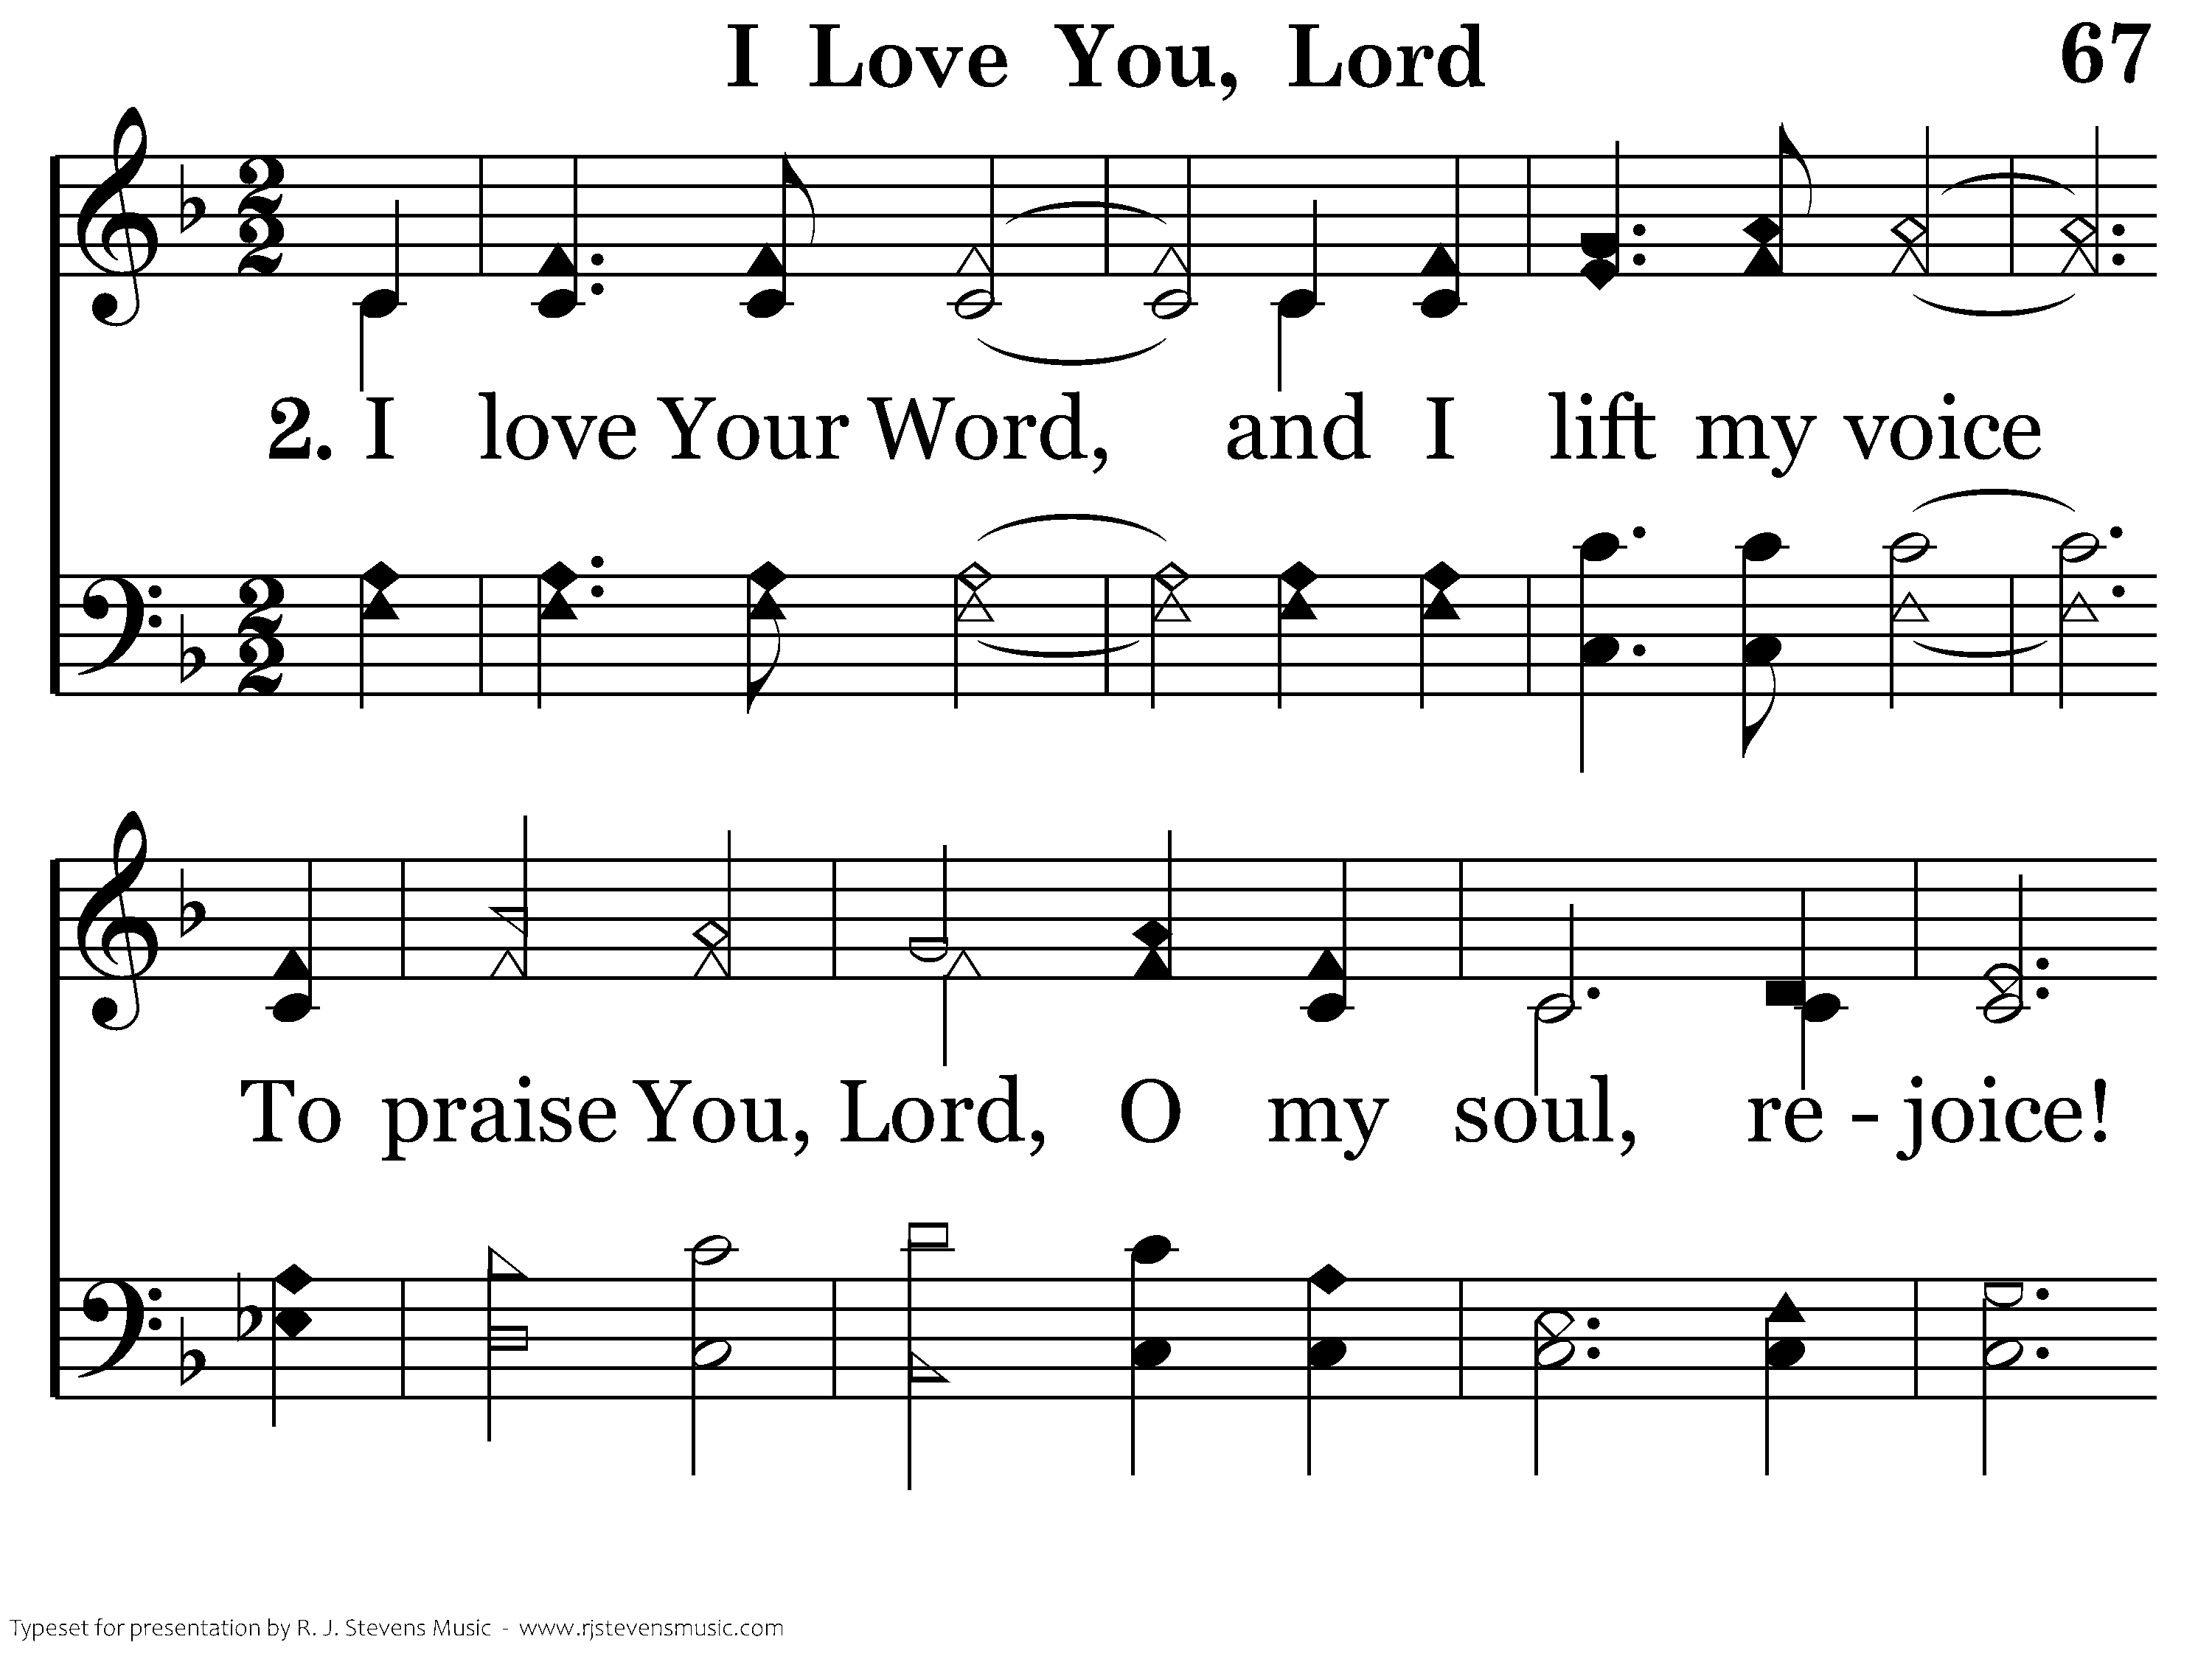 I Love You, Lord 67
2. I love Your Word, and I lift my voice
To praise You, Lord, O my soul, re - joice!
Typeset for presentation by R. J. Stevens Music - www.rjstevensmusic.com